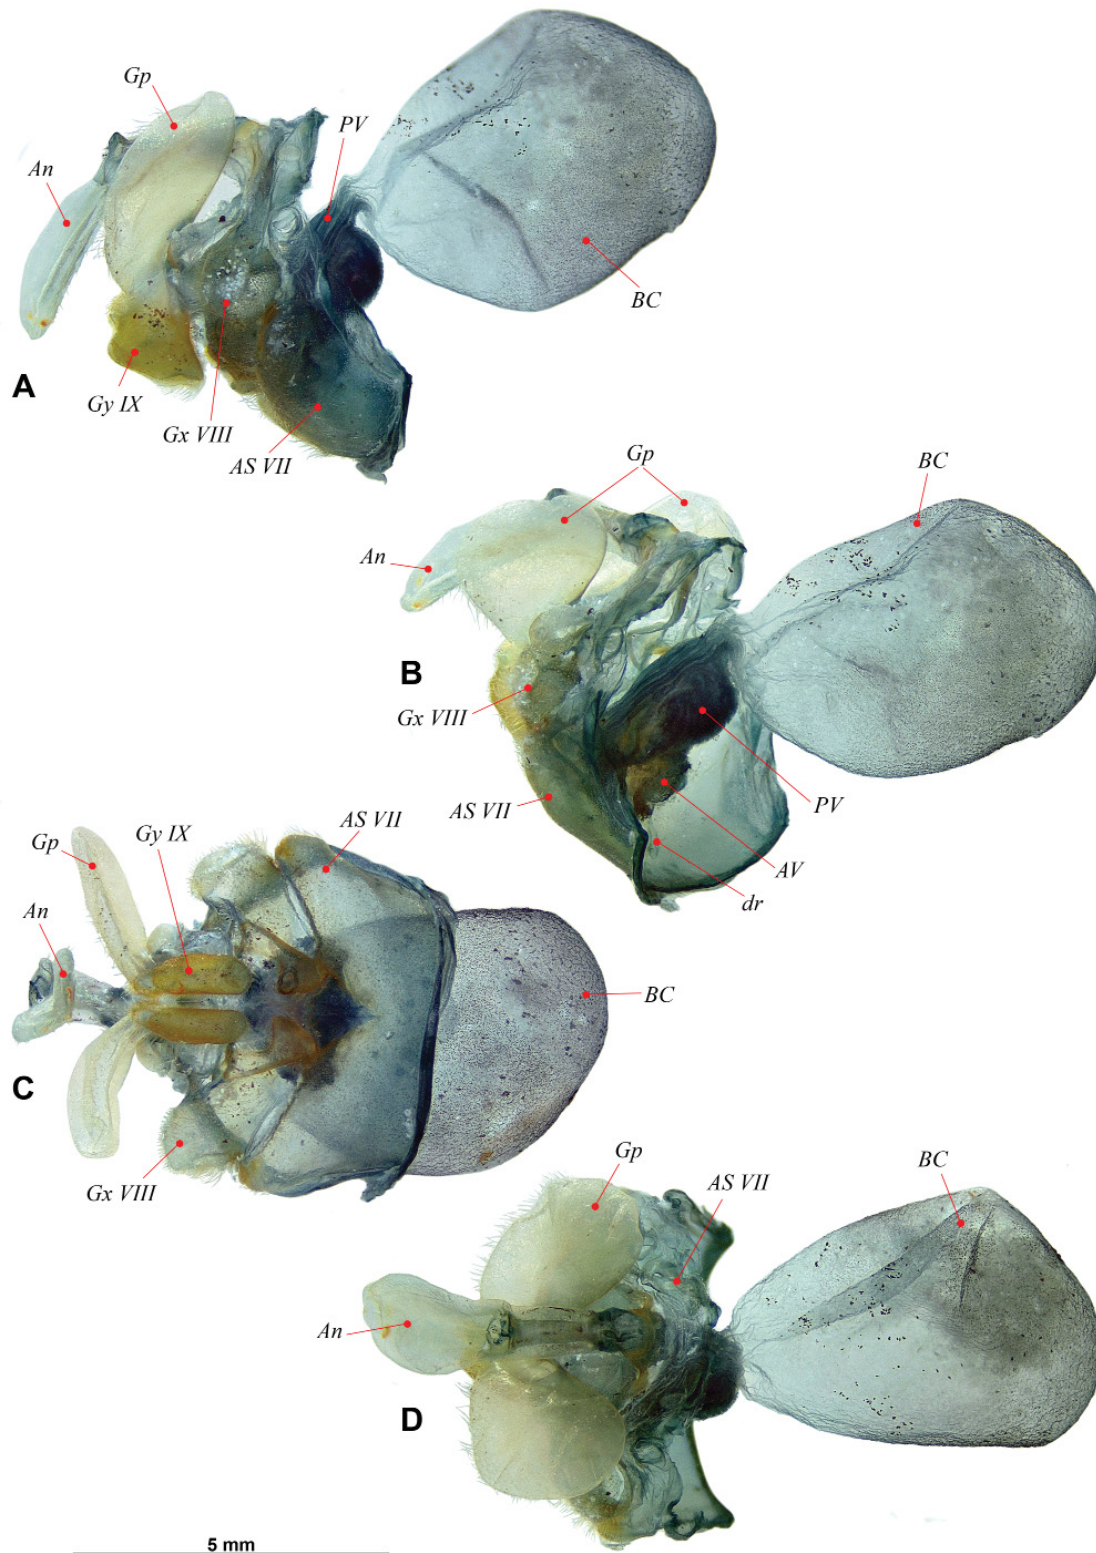 Gp
PV
An
BC
A
Gy IX
Gx VIII
AS VII
Gp
BC
An
B
Gx VIII
AS VII
PV
AV
dr
AS VII
Gy IX
Gp
An
BC
C
Gx VIII
Gp
AS VII
BC
An
D
5 mm